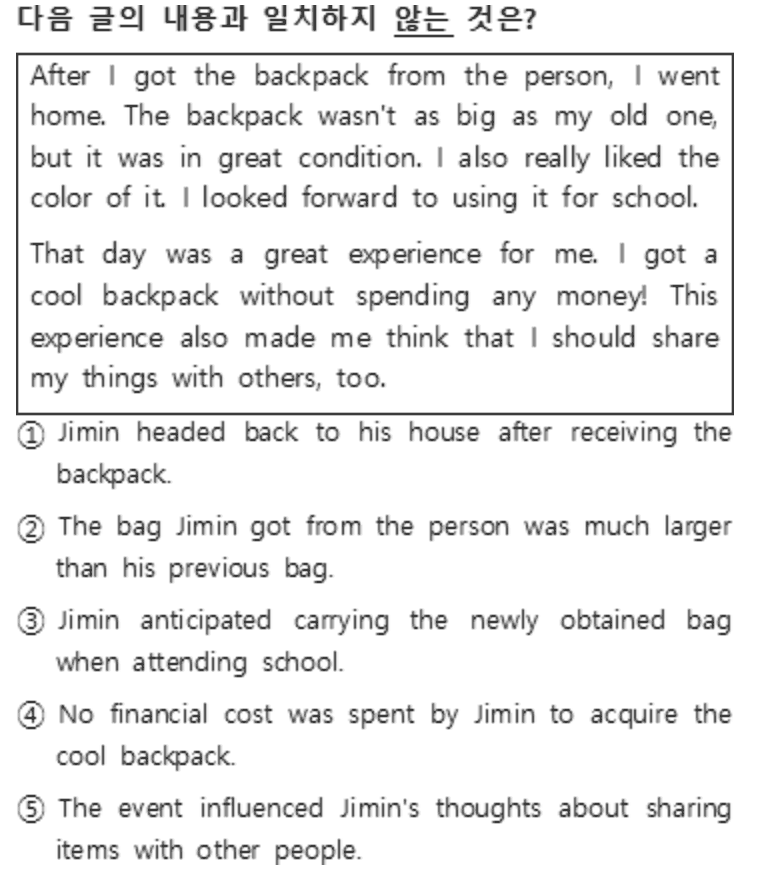 다음 글의 내용과 일치하지 않는 것은?
After I got the backpack from the person, I went
home. The backpack wasn't as big as my old one,
but it was in great condition. I also really liked the
color of it. I looked forward to using it for school.
That day was a great experience for me. I got a
cool backpack without spending any money! This
experience also made me think that I should share
my things with others, too.
① Jimin headed back to his house after receiving the
backpack.
② The bag Jimin got from the person was much larger
than his previous bag.
③ Jimin anticipated carrying the newly obtained bag
when attending school.
④ No financial cost was spent by Jimin to acquire the
cool backpack.
⑤ The event influenced Jimin's thoughts about sharing
items with other people.